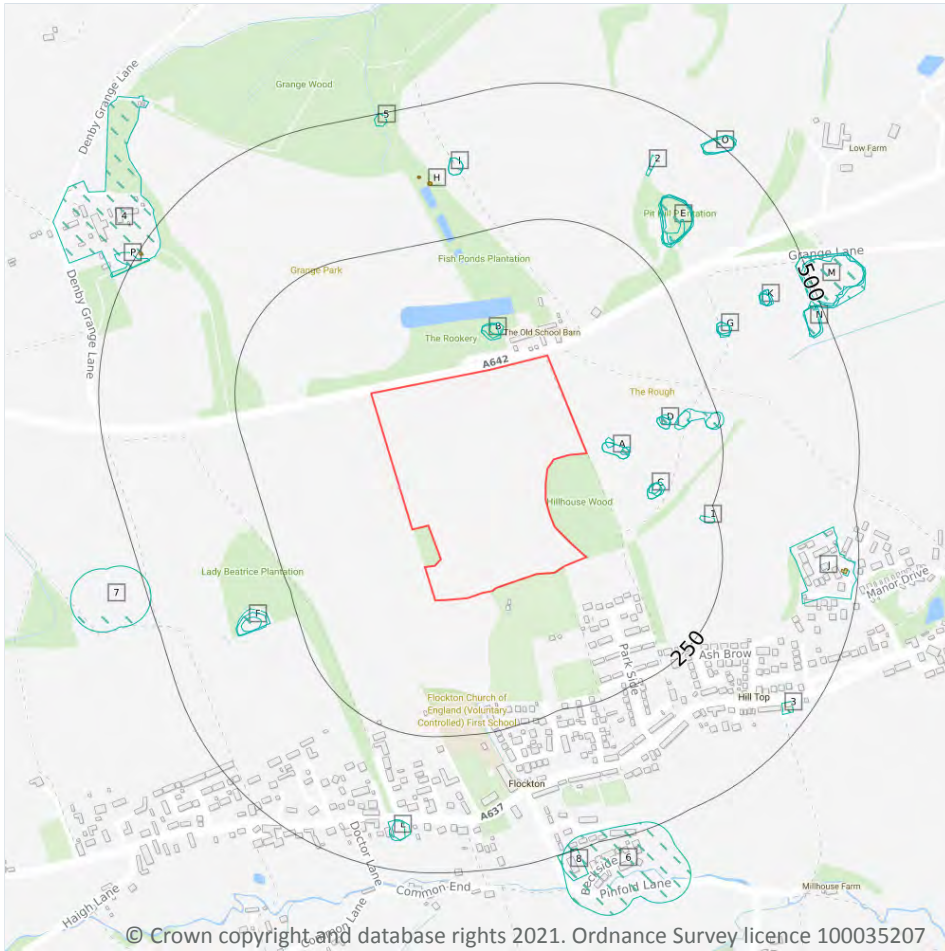 Denby Grange Lane
Grange Wood
5
O
Low Farm
2
I
H
4
E
Pit Hill Plantation
P
Fish Ponds Plantation
Grange Lane
Grange Park
M
500
K
Denby Grange Lane
N
G
B
The Old School Barn
The Rookery
A642
The Rough
D
A
C
Hillhouse Wood
1
J
Lady Beatrice Plantation
Manor Drive
7
F
250
Ash Brow
Park Side
Hill Top
3
Flockton Church of
England (Voluntary
Controlled) First School
Flockton
A637
L
Doctor Lane
8
6
Beckside
Pinfold Lane
Common End
Millhouse Farm
Haigh Lane
Common Lane
© Crown copyright and database rights 2021. Ordnance Survey licence 100035207